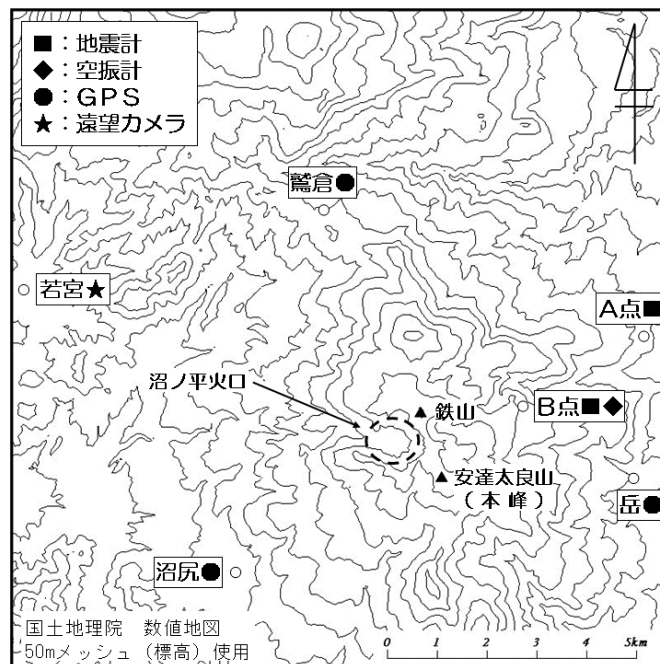 ■：地震計
◆：空振計
●：ＧＰＳ
★：遠望カメラ
鷲倉●
若宮★
A点■
沼ノ平火口
鉄山
B点■◆
安達太良山
（本峰）
岳●
沼尻●
国土地理院　数値地図
50mメッシュ（標高）使用
0 1 2 3 4 5km